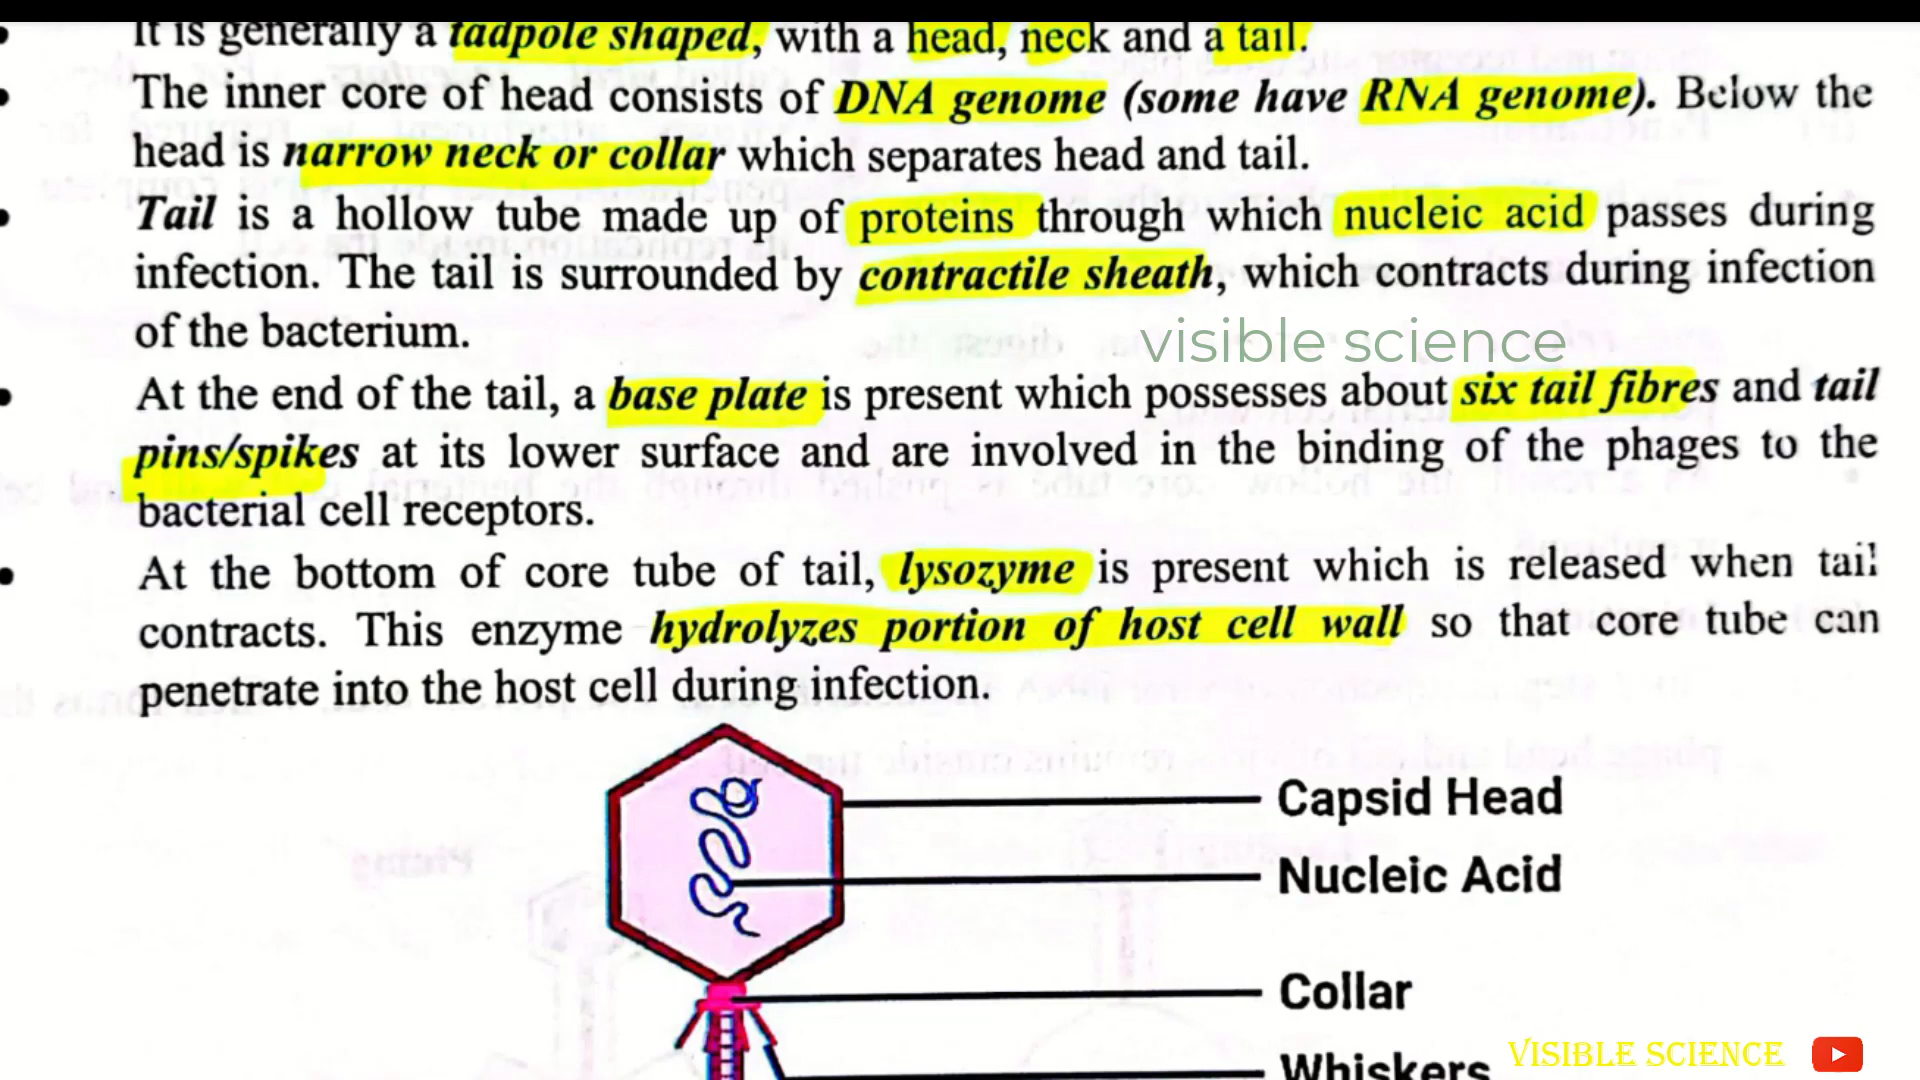 It is generally a tadpole shaped, with a head, neck and a tail.
The inner core of head consists of DNA genome (some have RNA genome). Below the
head is narrow neck or collar which separates head and tail.
Tail is a hollow tube made up of proteins through which nucleic acid passes during
infection. The tail is surrounded by contractile sheath, which contracts during infection
of the bacterium.
visible science
At the end of the tail, a base plate is present which possesses about six tail fibres and tail
pins/spikes at its lower surface and are involved in the binding of the phages to the
bacterial cell receptors.
At the bottom of core tube of tail, lysozyme is present which is released when tail
contracts. This enzyme hydrolyzes portion of host cell wall so that core tube can
penetrate into the host cell during infection.
Capsid Head
Nucleic Acid
Collar
Whiskers
VISIBLE SCIENCE